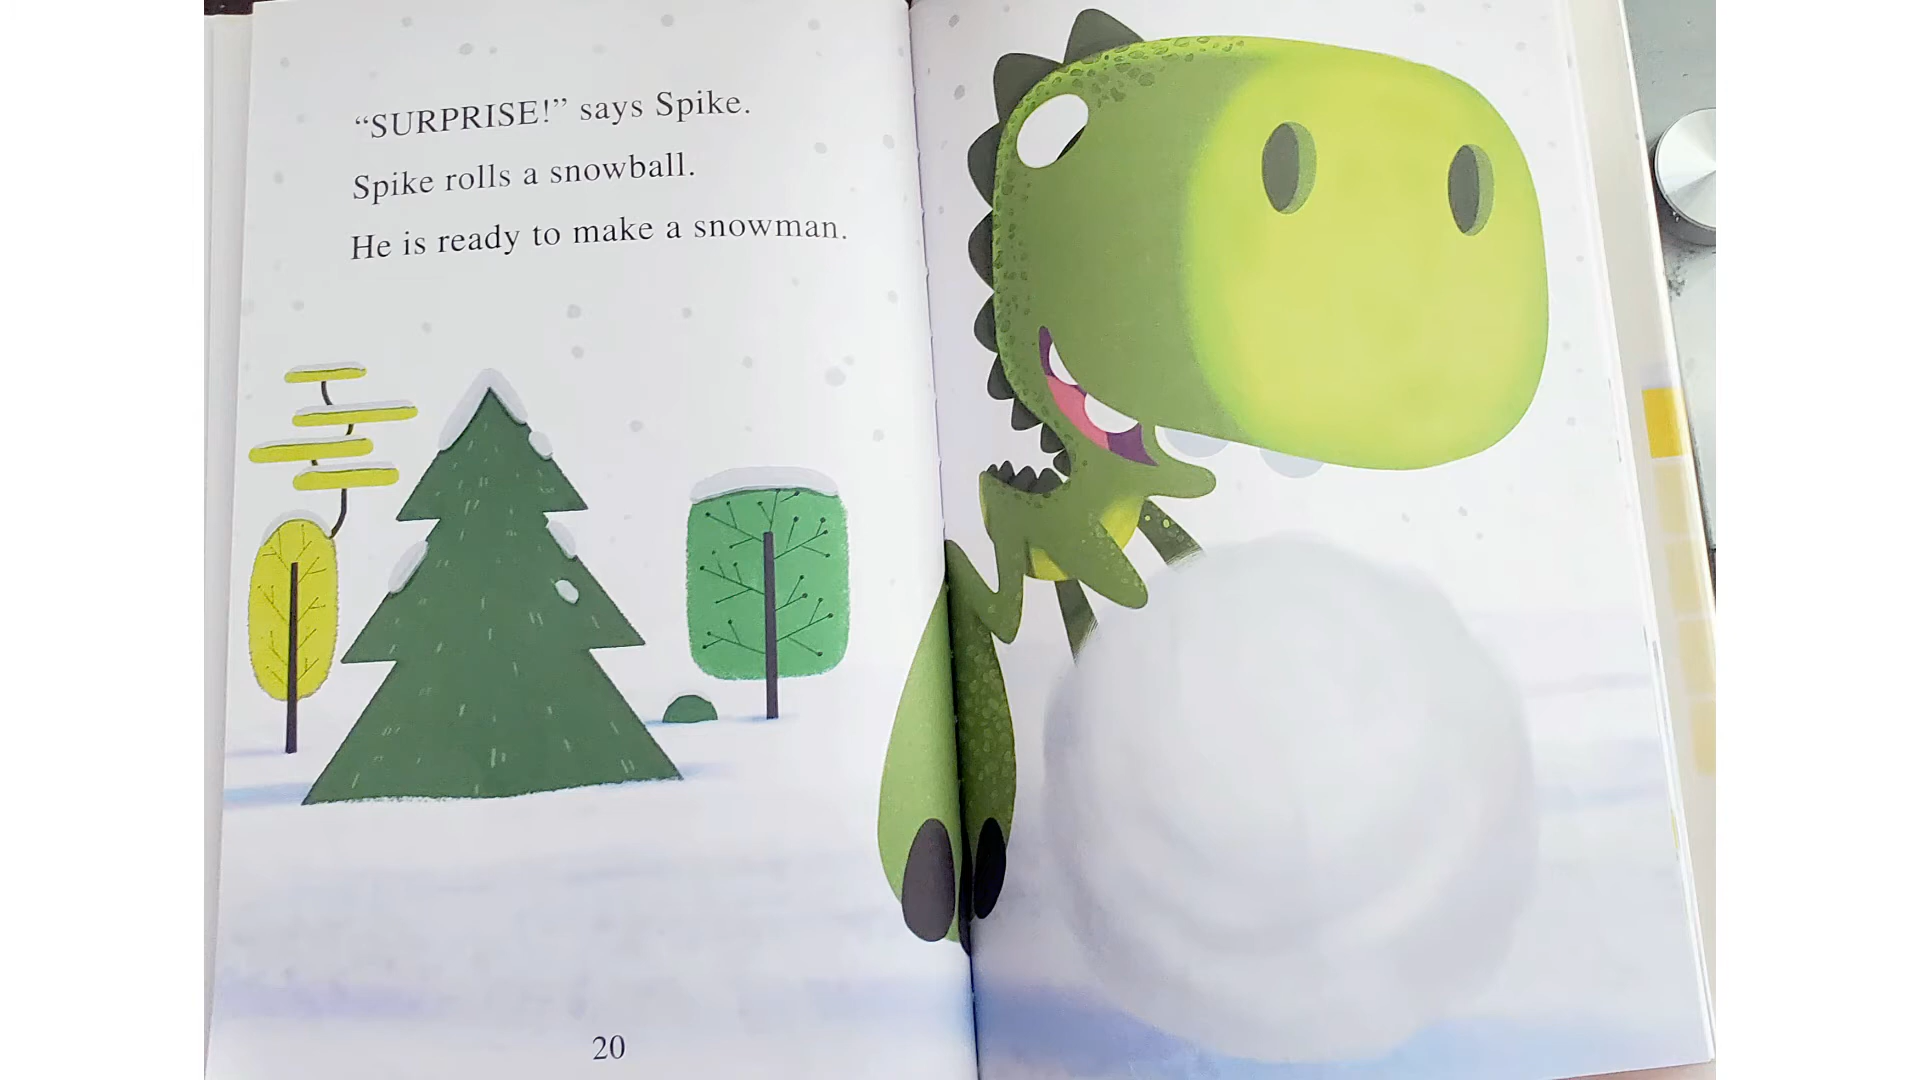 “SURPRISE!” says Spike.
Spike rolls a snowball.
He is ready to make a snowman.
20